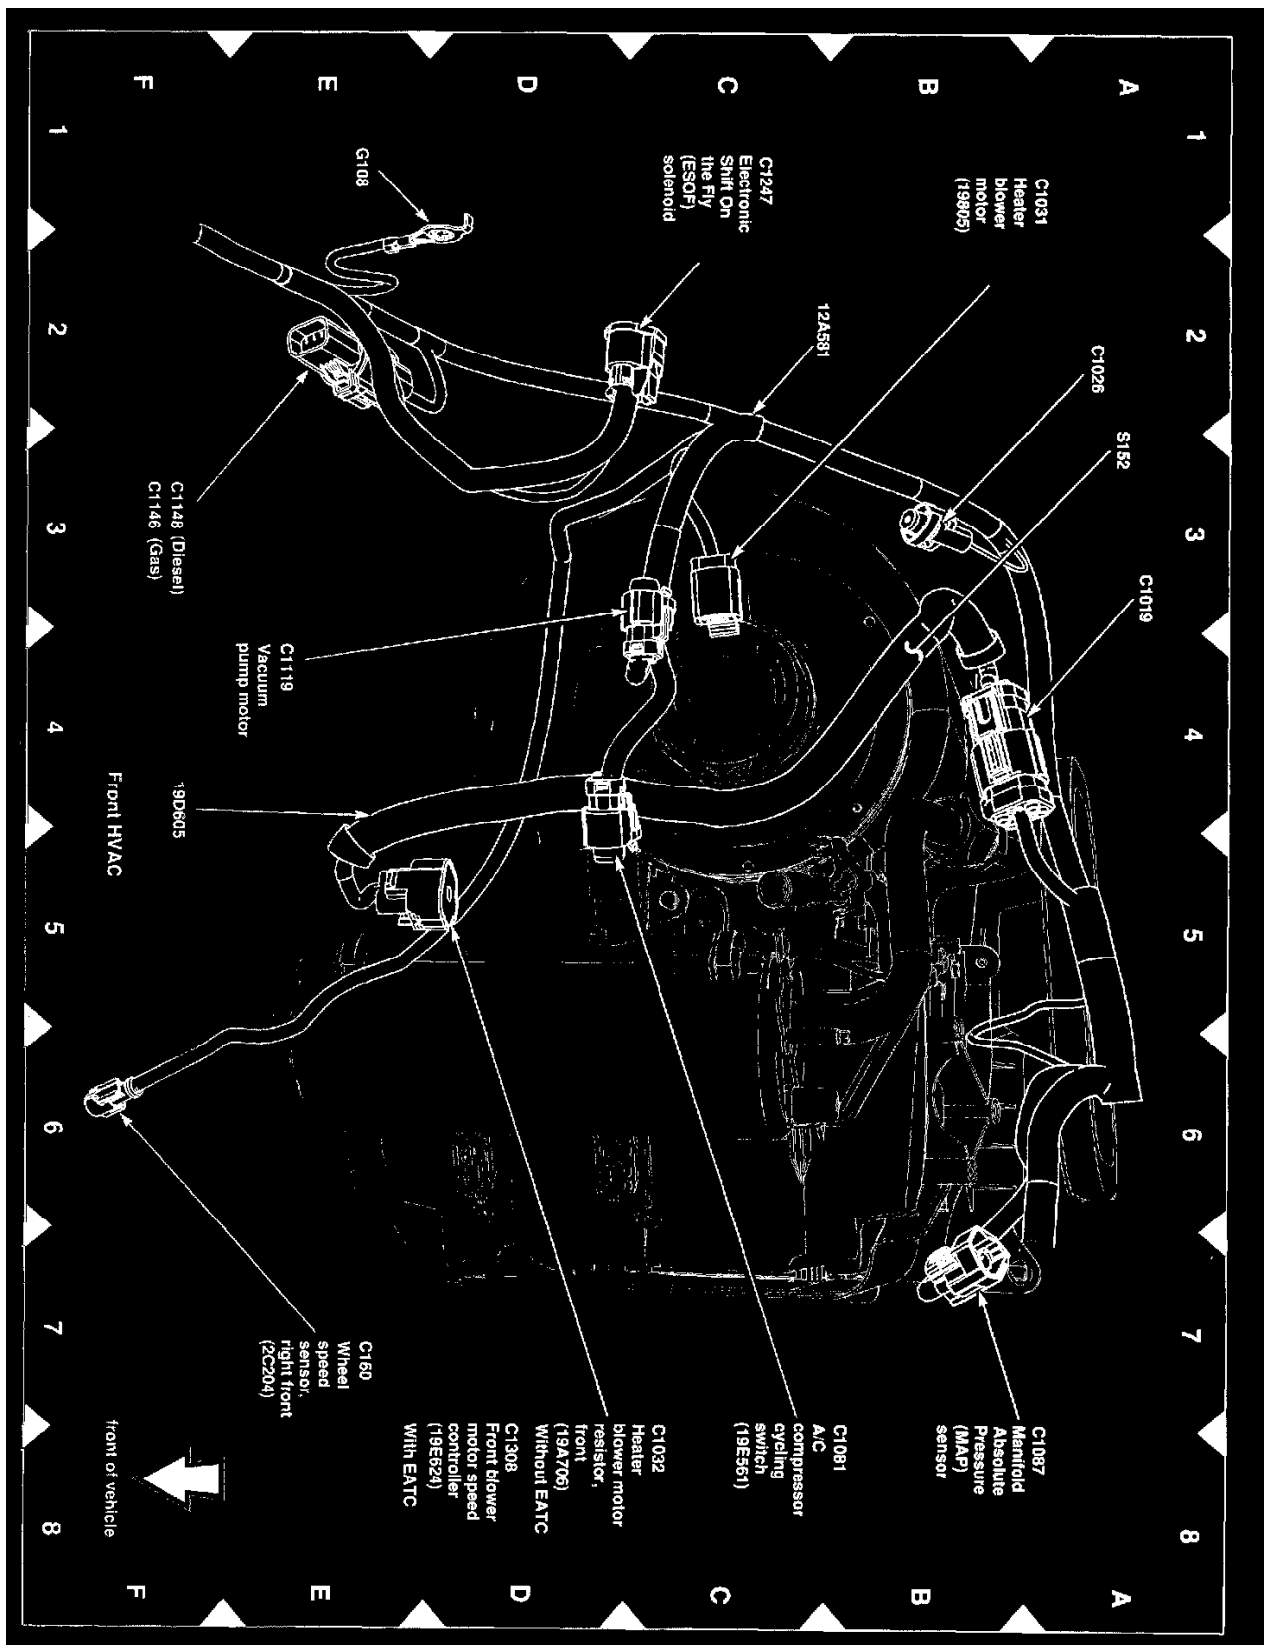 A
B
C
D
E
F
1
2
3
4
5
6
7
8
C1031
Heater
blower
motor
(19805)
C1247
Electronic
Shift On
the Fly
(ESOF)
solenoid
G108
12A581
C1026
S152
C1019
C1148 (Diesel)
C1146 (Gas)
C1119
Vacuum
pump motor
19D605
Front HVAC
C1087
Manifold
Absolute
Pressure
(MAP)
sensor
C1081
A/C
compressor
cycling
switch
(19E561)
C1032
Heater
blower motor
resistor,
front
(19A706)
Without EATC
C1308
Front blower
motor speed
controller
(19E624)
With EATC
C160
Wheel
speed
sensor,
right front
(2C204)
front of vehicle
1
2
3
4
5
6
7
8
A
B
C
D
E
F